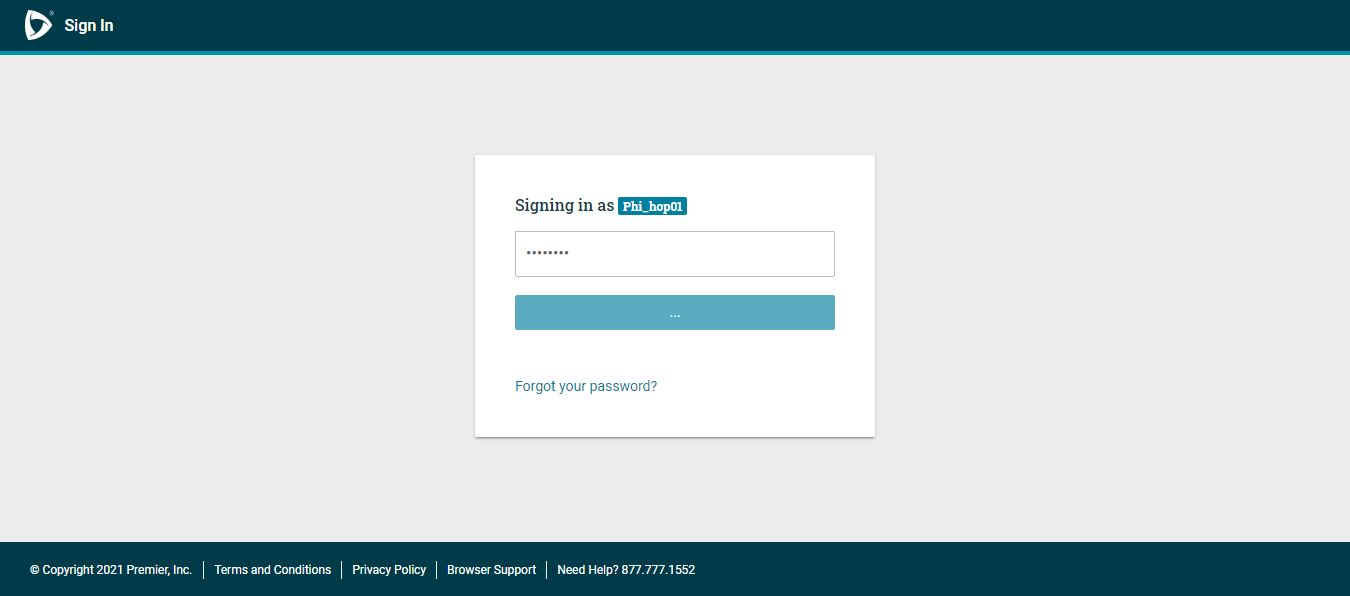 Sign In
Signing in as Phi_hop01
••••••••
...
Forgot your password?
© Copyright 2021 Premier, Inc. Terms and Conditions Privacy Policy Browser Support Need Help? 877.777.1552